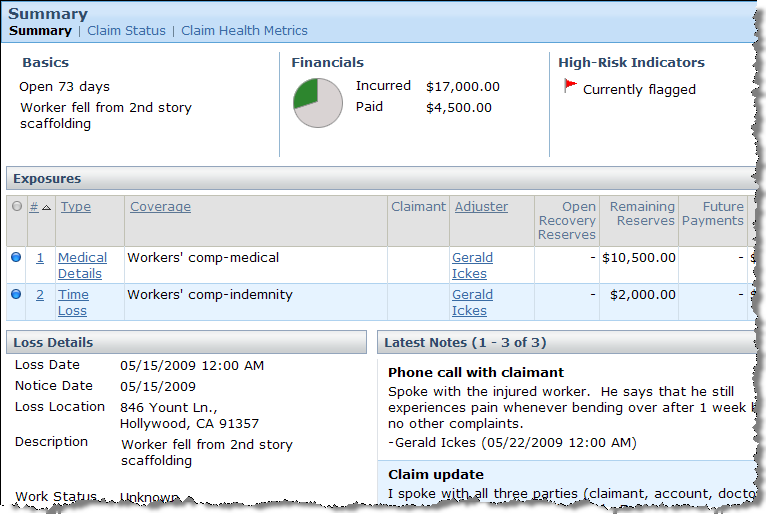 Summary
Summary | Claim Status | Claim Health Metrics
Basics
Open 73 days
Worker fell from 2nd story
scaffolding
Financials
Incurred $17,000.00
Paid $4,500.00
High-Risk Indicators
Currently flagged
Exposures
# Type Coverage Claimant Adjuster Open Recovery Reserves Remaining Reserves Future Payments
1 Medical Details Workers' comp-medical Gerald Ickes - $10,500.00 -
2 Time Loss Workers' comp-indemnity Gerald Ickes - $2,000.00 -
Loss Details
Loss Date 05/15/2009 12:00 AM
Notice Date 05/15/2009
Loss Location 846 Yount Ln.,
Hollywood, CA 91357
Description Worker fell from 2nd story
scaffolding
Work Status Unknown
Latest Notes (1 - 3 of 3)
Phone call with claimant
Spoke with the injured worker. He says that he still
experiences pain whenever bending over after 1 week
no other complaints.
-Gerald Ickes (05/22/2009 12:00 AM)
Claim update
I spoke with all three parties (claimant, account,